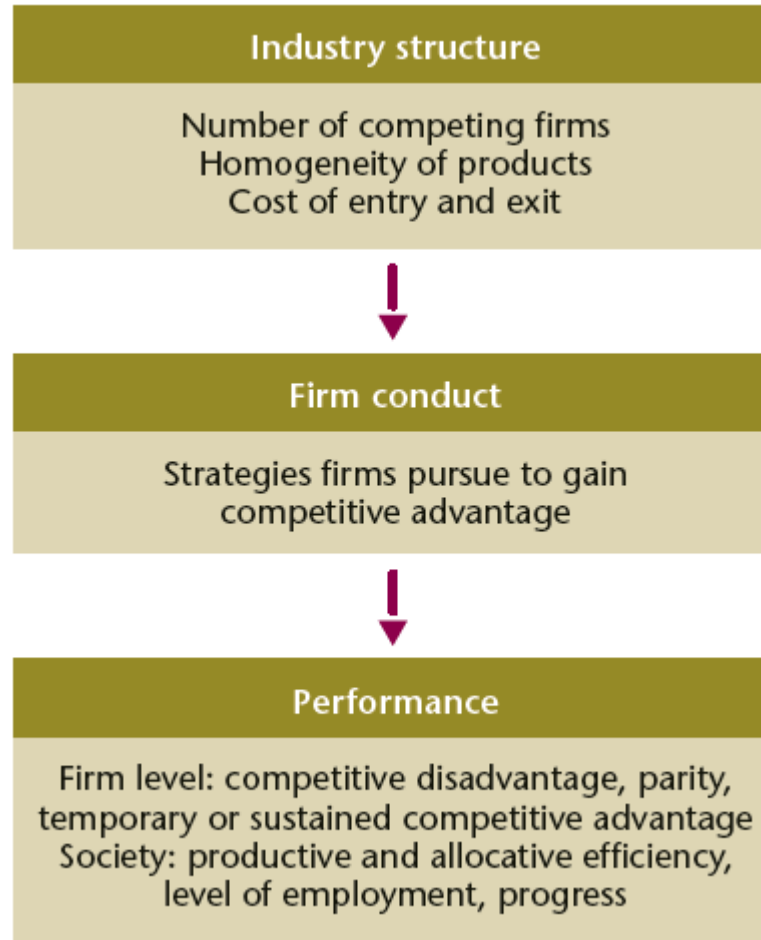 Industry structure
Number of competing firms
Homogeneity of products
Cost of entry and exit
Firm conduct
Strategies firms pursue to gain
competitive advantage
Performance
Firm level: competitive disadvantage, parity,
temporary or sustained competitive advantage
Society: productive and allocative efficiency,
level of employment, progress